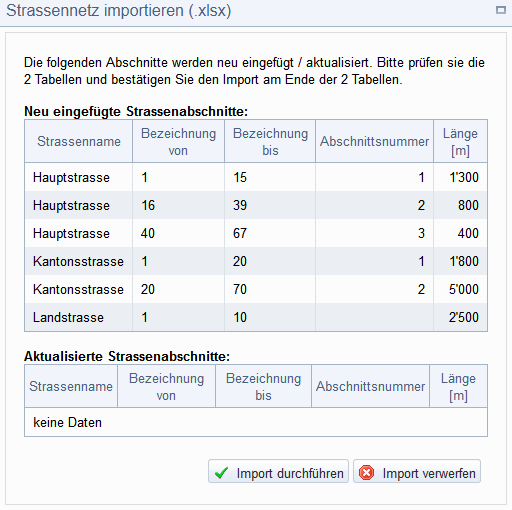 Strassennetz importieren (.xlsx)
Die folgenden Abschnitte werden neu eingefügt / aktualisiert. Bitte prüfen sie die
2 Tabellen und bestätigen Sie den Import am Ende der 2 Tabellen.
Neu eingefügte Strassenabschnitte:
Strassenname Bezeichnung von Bezeichnung bis Abschnittsnummer Länge [m]
Hauptstrasse 1 15 1 1'300
Hauptstrasse 16 39 2 800
Hauptstrasse 40 67 3 400
Kantonsstrasse 1 20 1 1'800
Kantonsstrasse 20 70 2 5'000
Landstrasse 1 10 2'500
Aktualisierte Strassenabschnitte:
Strassenname Bezeichnung von Bezeichnung bis Abschnittsnummer Länge [m]
keine Daten
Import durchführen Import verwerfen